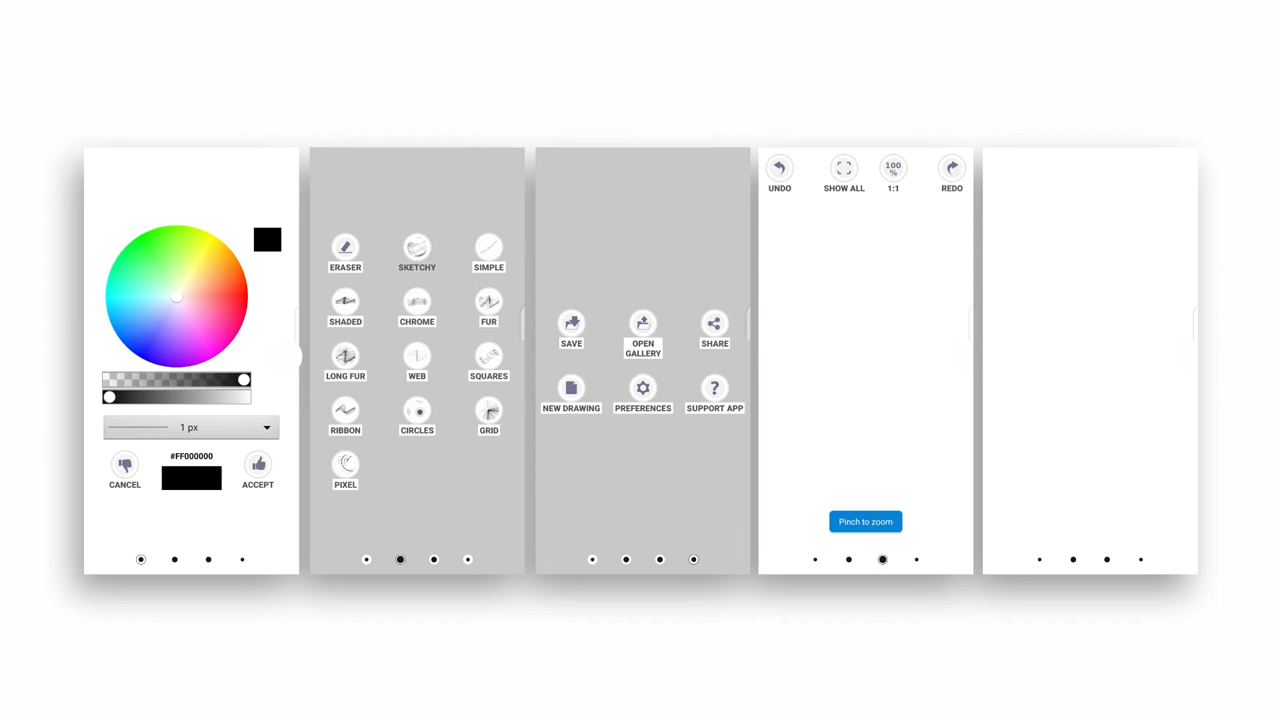 1 px
#FF000000
CANCEL
ACCEPT
ERASER
SKETCHY
SIMPLE
SHADED
CHROME
FUR
LONG FUR
WEB
SQUARES
RIBBON
CIRCLES
GRID
PIXEL
SAVE
OPEN
GALLERY
SHARE
NEW DRAWING
PREFERENCES
?
SUPPORT APP
UNDO
SHOW ALL
100
%
1:1
REDO
Pinch to zoom